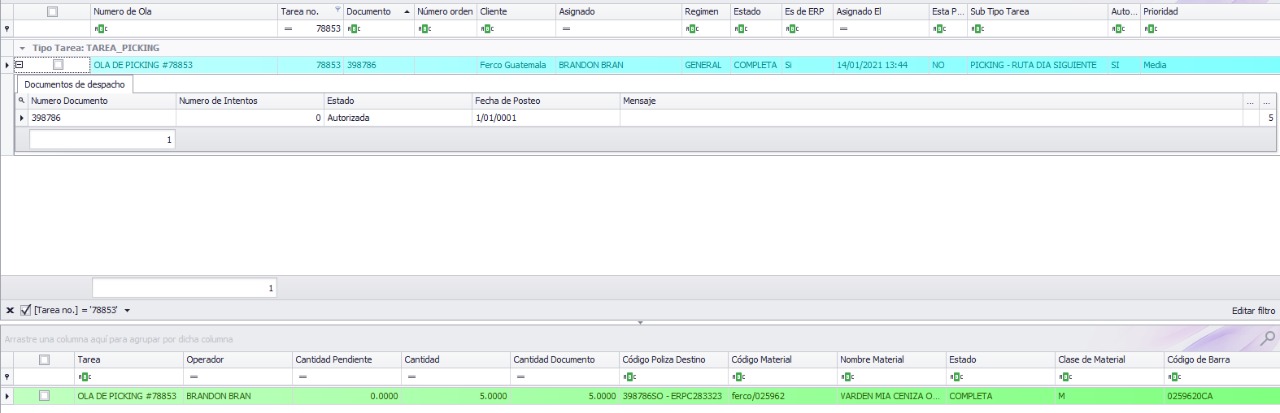 Numero de Ola Tarea no. Documento Número orden Cliente Asignado Regimen Estado Es de ERP Asignado El Esta P... Sub Tipo Tarea Auto... Prioridad
= 78853 = =
Tipo Tarea: TAREA_PICKING
OLA DE PICKING #78853 78853 398786 Ferco Guatemala BRANDON BRAN GENERAL COMPLETA Si 14/01/2021 13:44 NO PICKING - RUTA DIA SIGUIENTE SI Media
Documentos de despacho
Numero Documento Numero de Intentos Estado Fecha de Posteo Mensaje ... ...
398786 0 Autorizada 1/01/0001 5
1
1
[Tarea no.] = '78853' Editar filtro
Arrastre una columna aquí para agrupar por dicha columna
Tarea Operador Cantidad Pendiente Cantidad Cantidad Documento Código Poliza Destino Código Material Nombre Material Estado Clase de Material Código de Barra
= = = =
OLA DE PICKING #78853 BRANDON BRAN 0.0000 5.0000 5.0000 398786SO - ERPC283323 ferco/025962 VARDEN MIA CENIZA O... COMPLETA M 0259620CA